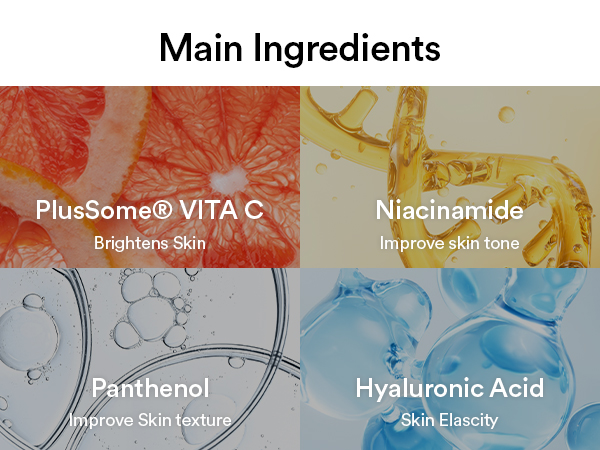 Main Ingredients
PlusSome® VITA C
Brightens Skin
Niacinamide
Improve skin tone
Panthenol
Improve Skin texture
Hyaluronic Acid
Skin Elascity